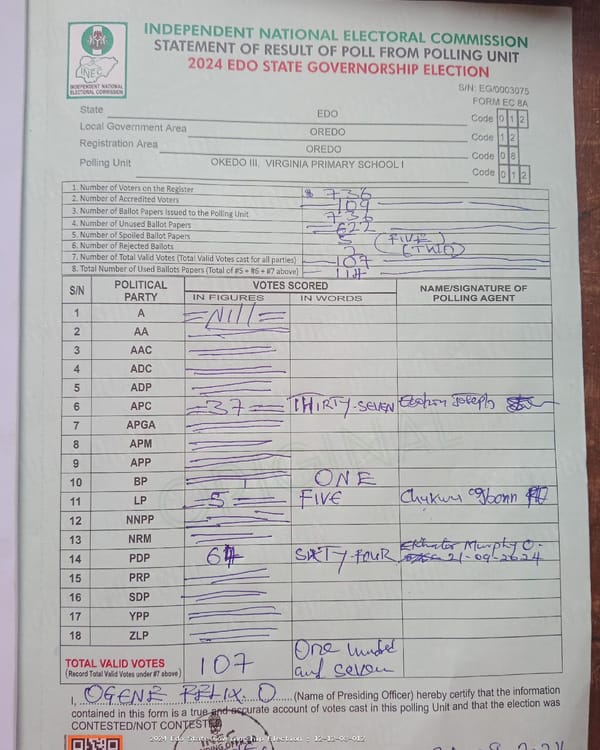 INDEPENDENT NATIONAL ELECTORAL COMMISSION
STATEMENT OF RESULT OF POLL FROM POLLING UNIT
2024 EDO STATE GOVERNORSHIP ELECTION
INEC
INDEPENDENT NATIONAL
ELECTORAL COMMISSION
S/N: EG/0003075
FORM EC 8A
State EDO Code 0 1 2
Local Government Area OREDO Code 1 2
Registration Area OREDO Code 0 8
Polling Unit OKEDO III, VIRGINIA PRIMARY SCHOOL I Code 0 1 2
1. Number of Voters on the Register 736
2. Number of Accredited Voters 109
3. Number of Ballot Papers Issued to the Polling Unit 736
4. Number of Unused Ballot Papers 622
5. Number of Spoiled Ballot Papers 5 (FIVE)
6. Number of Rejected Ballots 2 (TWO)
7. Number of Total Valid Votes (Total Valid Votes cast for all parties) 107
8. Total Number of Used Ballots Papers (Total of #5 + #6 + #7 above) 114
S/N POLITICAL PARTY VOTES SCORED NAME/SIGNATURE OF POLLING AGENT
IN FIGURES IN WORDS
1 A Nill
2 AA
3 AAC
4 ADC
5 ADP
6 APC 37 THIRTY-SEVEN Joseph
7 APGA
8 APM
9 APP
10 BP 1 ONE
11 LP 5 FIVE
12 NNPP
13 NRM
14 PDP 64 SIXTY-FOUR Murphy O. 21-09-2024
15 PRP
16 SDP
17 YPP
18 ZLP
TOTAL VALID VOTES 107 One hundred
(Record Total Valid Votes under #7 above) and seven
I, OGENE FELIX. O (Name of Presiding Officer) hereby certify that the information
contained in this form is a true and accurate account of votes cast in this polling Unit and that the election was
CONTESTED/NOT CONTESTED
2024 Edo State Governorship Election - 12-12-08-012